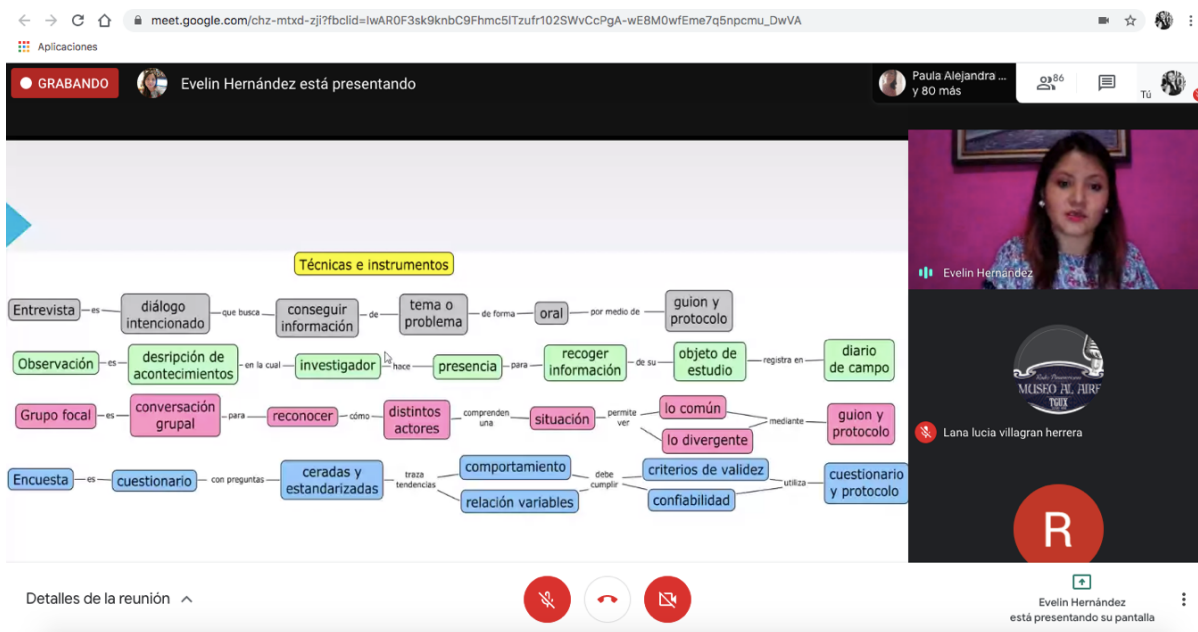 meet.google.com/chz-mtxd-zji?fbclid=IwAR0F3sk9knbC9Fhmc5ITzufr102SWvCcPgA-wE8M0wfEme7q5npcmu_DwVA
Aplicaciones
GRABANDO
Evelin Hernández está presentando
Paula Alejandra ...
y 80 más
86
Tú
Técnicas e instrumentos
Entrevista es diálogo intencionado que busca conseguir información de tema o problema de forma oral por medio de guion y protocolo
Observación es desripción de acontecimientos en la cual investigador hace presencia para recoger información de su objeto de estudio registra en diario de campo
Grupo focal es conversación grupal para reconocer cómo distintos actores comprenden una situación permite ver lo común lo divergente mediante guion y protocolo
Encuesta es cuestionario con preguntas ceradas y estandarizadas traza tendencias comportamiento relación variables debe cumplir criterios de validez confiabilidad utiliza cuestionario y protocolo
Evelin Hernández
MUSEO AL AIRE
TGUX
Lana lucia villagran herrera
R
Detalles de la reunión
Evelin Hernández
está presentando su pantalla